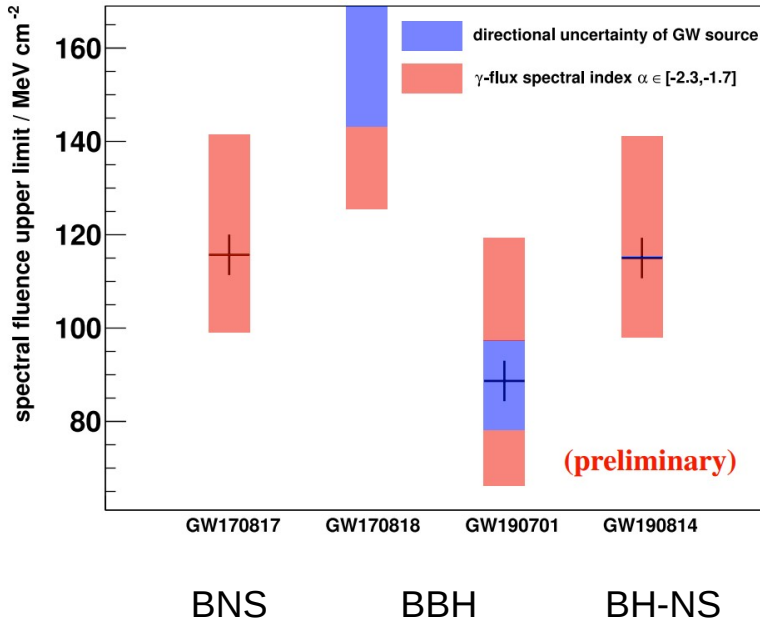 spectral fluence upper limit / MeV cm⁻²
160
140
120
100
80
directional uncertainty of GW source
γ-flux spectral index α ∈ [-2.3,-1.7]
(preliminary)
GW170817 GW170818 GW190701 GW190814
BNS BBH BH-NS